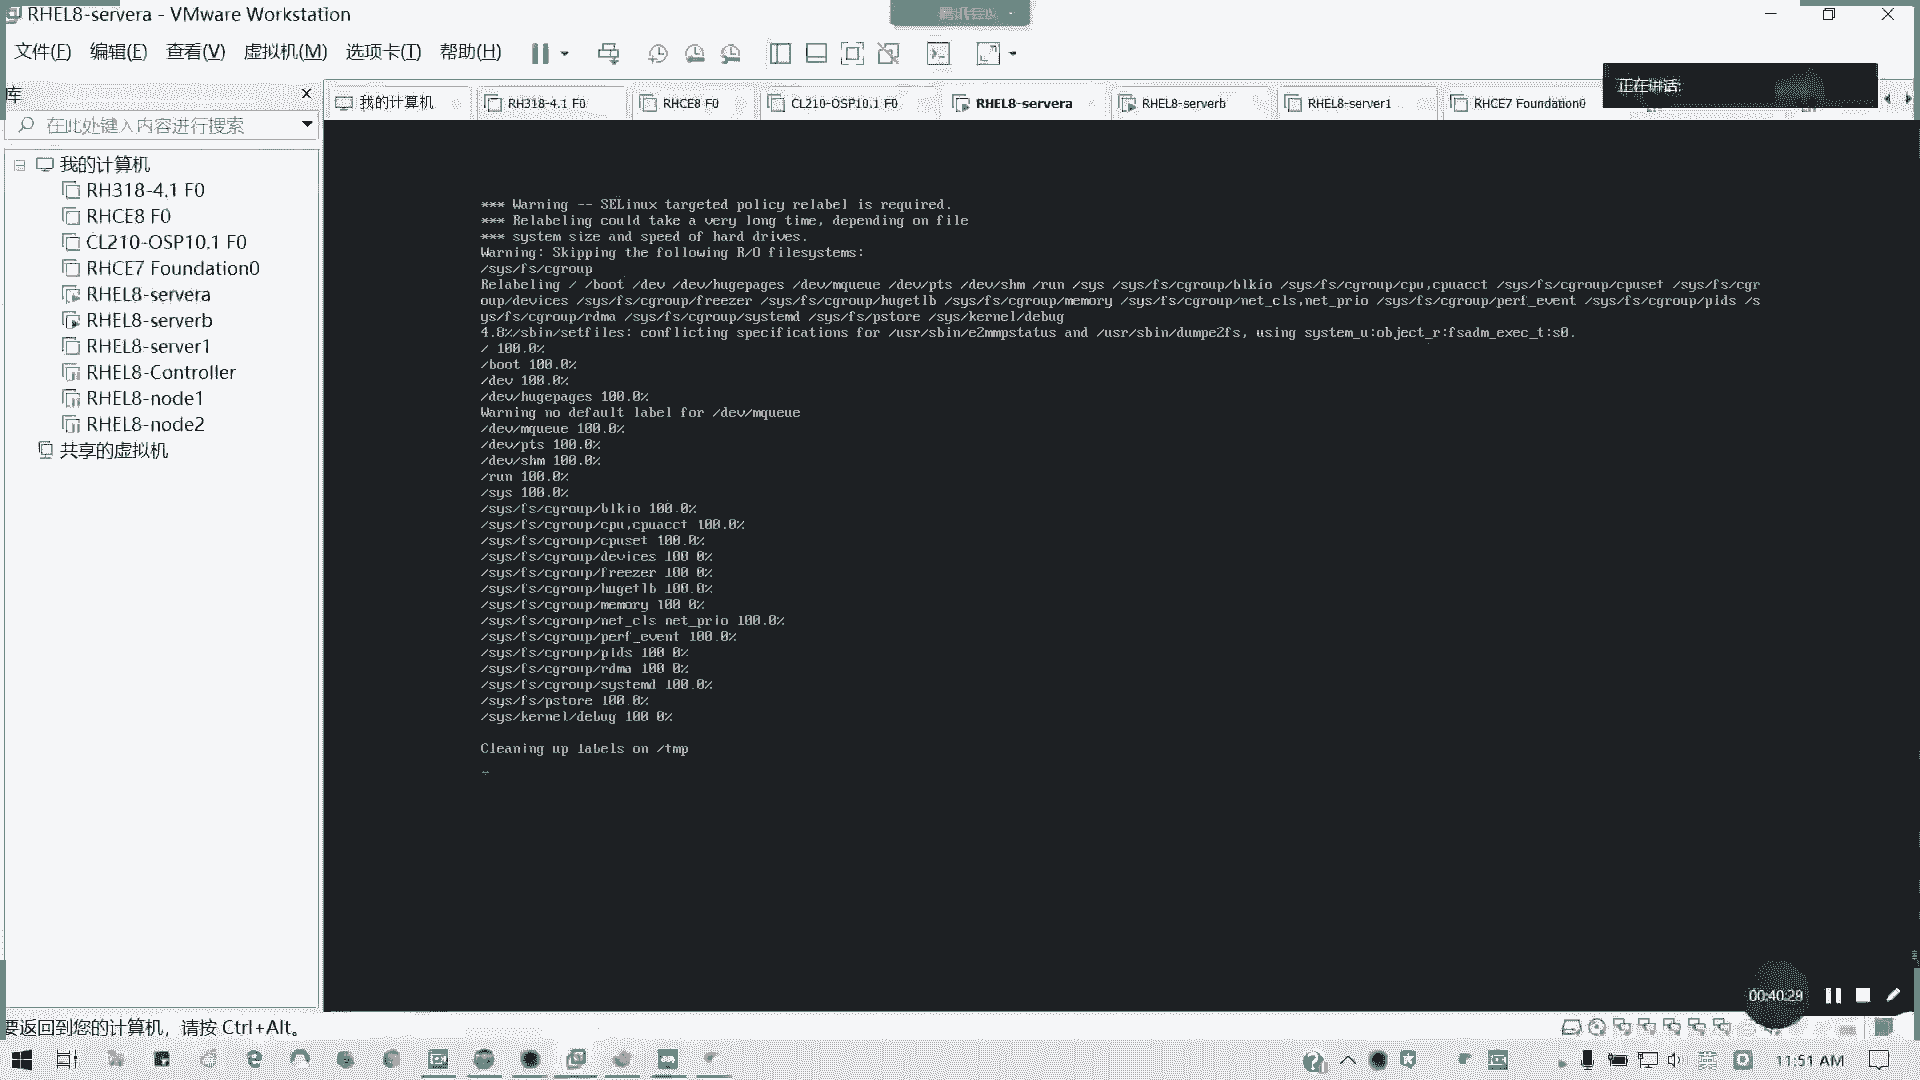 RHEL8-servera - VMware Workstation
文件(F) 编辑(E) 查看(V) 虚拟机(M) 选项卡(T) 帮助(H)
库
在此处键入内容进行搜索
我的计算机
RH318-4.1 F0
RHCE8 F0
CL210-OSP10.1 F0
RHCE7 Foundation0
RHEL8-servera
RHEL8-serverb
RHEL8-server1
RHEL8-Controller
RHEL8-node1
RHEL8-node2
共享的虚拟机
我的计算机 RH318-4.1 F0 RHCE8 F0 CL210-OSP10.1 F0 RHEL8-servera RHEL8-serverb RHEL8-server1 RHCE7 Foundation0
正在讲话:
*** Warning -- SELinux targeted policy relabel is required.
*** Relabeling could take a very long time, depending on file
*** system size and speed of hard drives.
Warning: Skipping the following R/O filesystems:
/sys/fs/cgroup
Relabeling / /boot /dev /dev/hugepages /dev/mqueue /dev/pts /dev/shm /run /sys /sys/fs/cgroup/blkio /sys/fs/cgroup/cpu,cpuacct /sys/fs/cgroup/cpuset /sys/fs/cgr
oup/devices /sys/fs/cgroup/freezer /sys/fs/cgroup/hugetlb /sys/fs/cgroup/memory /sys/fs/cgroup/net_cls,net_prio /sys/fs/cgroup/perf_event /sys/fs/cgroup/pids /s
ys/fs/cgroup/rdma /sys/fs/cgroup/systemd /sys/fs/pstore /sys/kernel/debug
4.8%/sbin/setfiles: conflicting specifications for /usr/sbin/e2mmpstatus and /usr/sbin/dumpe2fs, using system_u:object_r:fsadm_exec_t:s0.
/ 100.0%
/boot 100.0%
/dev 100.0%
/dev/hugepages 100.0%
Warning no default label for /dev/mqueue
/dev/mqueue 100.0%
/dev/pts 100.0%
/dev/shm 100.0%
/run 100.0%
/sys 100.0%
/sys/fs/cgroup/blkio 100.0%
/sys/fs/cgroup/cpu,cpuacct 100.0%
/sys/fs/cgroup/cpuset 100.0%
/sys/fs/cgroup/devices 100.0%
/sys/fs/cgroup/freezer 100.0%
/sys/fs/cgroup/hugetlb 100.0%
/sys/fs/cgroup/memory 100.0%
/sys/fs/cgroup/net_cls,net_prio 100.0%
/sys/fs/cgroup/perf_event 100.0%
/sys/fs/cgroup/pids 100.0%
/sys/fs/cgroup/rdma 100.0%
/sys/fs/cgroup/systemd 100.0%
/sys/fs/pstore 100.0%
/sys/kernel/debug 100.0%
Cleaning up labels on /tmp
00:40:29
要返回到您的计算机，请按 Ctrl+Alt。
英
11:51 AM